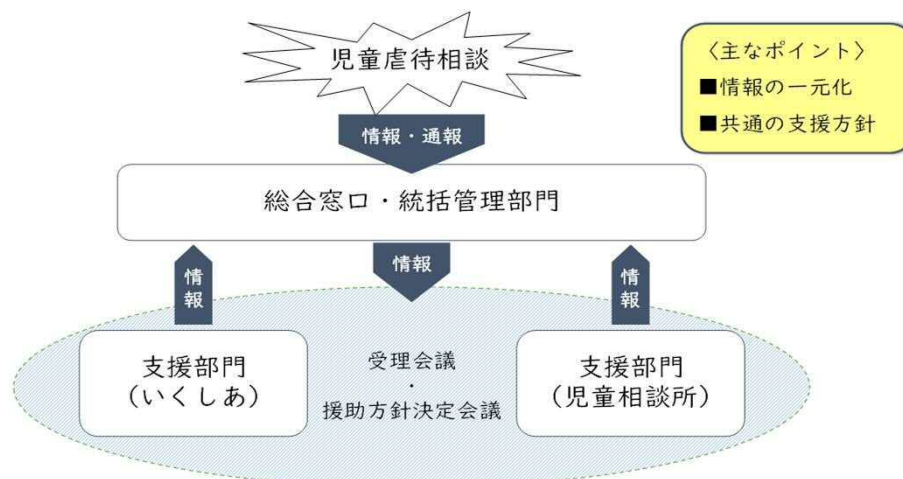 児童虐待相談
〈主なポイント〉
■情報の一元化
■共通の支援方針
情報・通報
総合窓口・統括管理部門
情報
情報
情報
支援部門
（いくしあ）
受理会議
・
援助方針決定会議
支援部門
（児童相談所）